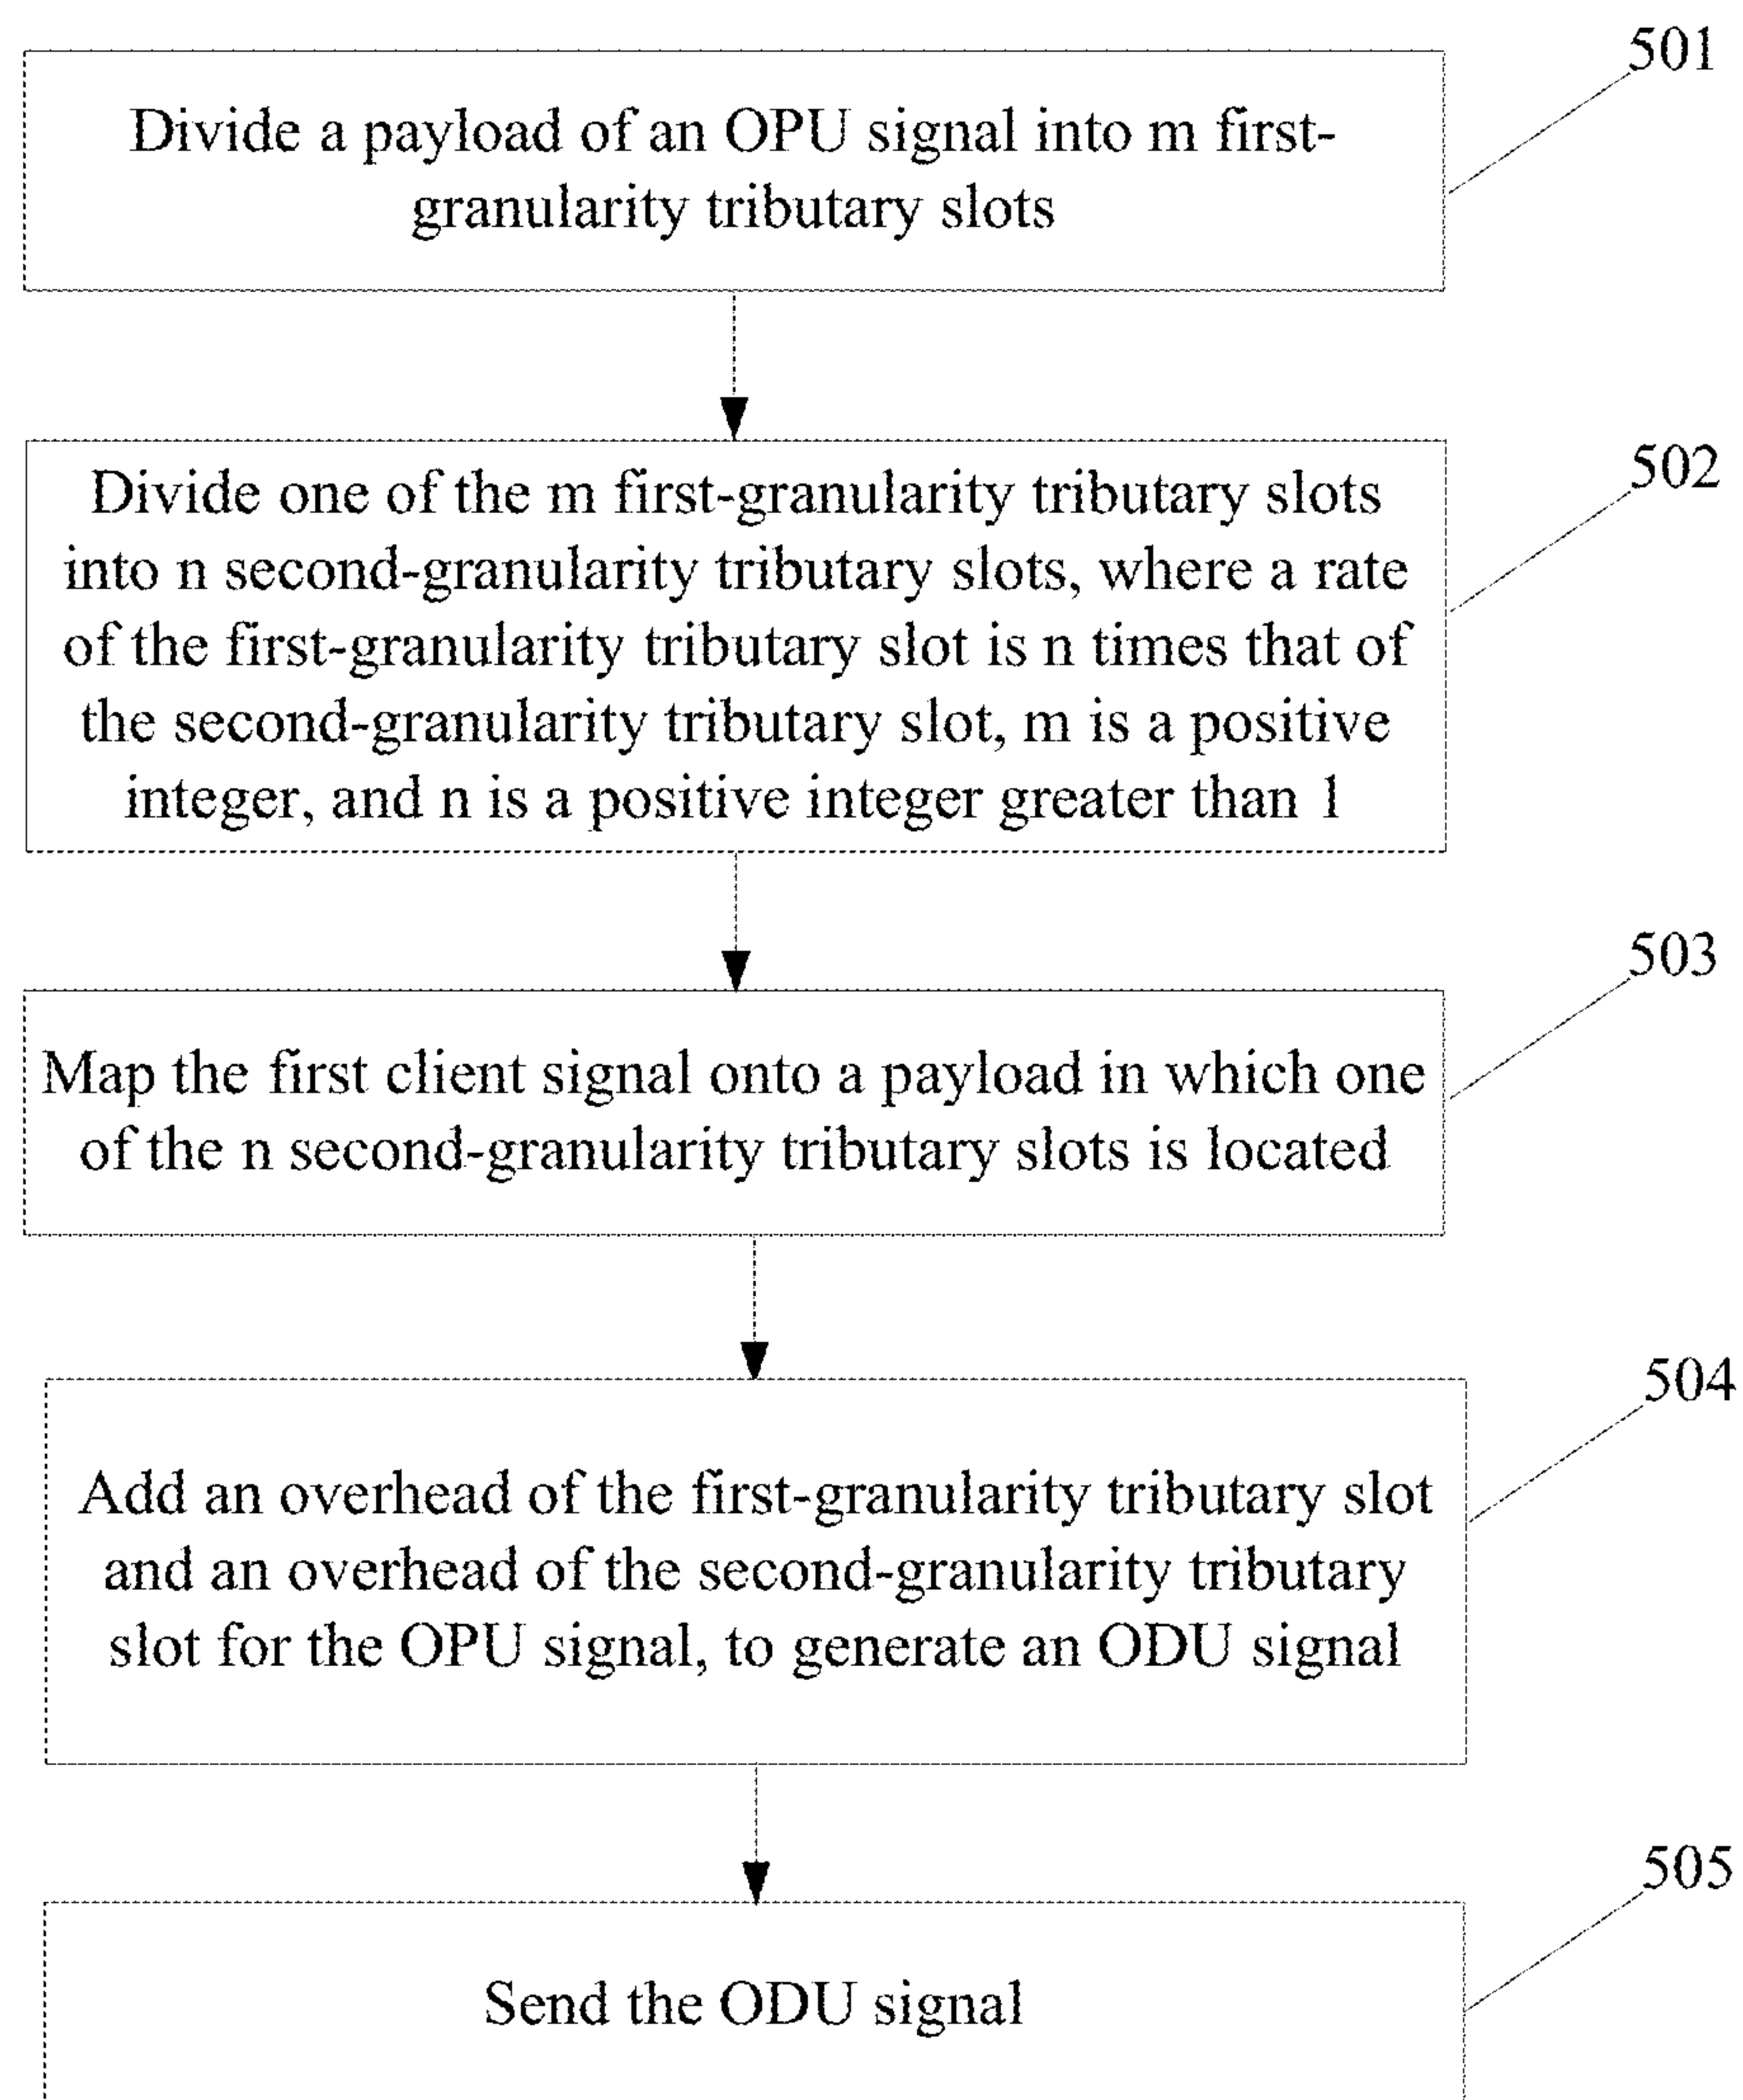 501
Divide a payload of an OPU signal into m first-
granularity tributary slots
502
Divide one of the m first-granularity tributary slots
into n second-granularity tributary slots, where a rate
of the first-granularity tributary slot is n times that of
the second-granularity tributary slot, m is a positive
integer, and n is a positive integer greater than 1
503
Map the first client signal onto a payload in which one
of the n second-granularity tributary slots is located
504
Add an overhead of the first-granularity tributary slot
and an overhead of the second-granularity tributary
slot for the OPU signal, to generate an ODU signal
505
Send the ODU signal